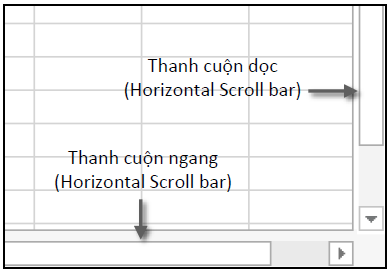 Thanh cuộn dọc
(Horizontal Scroll bar)
Thanh cuộn ngang
(Horizontal Scroll bar)